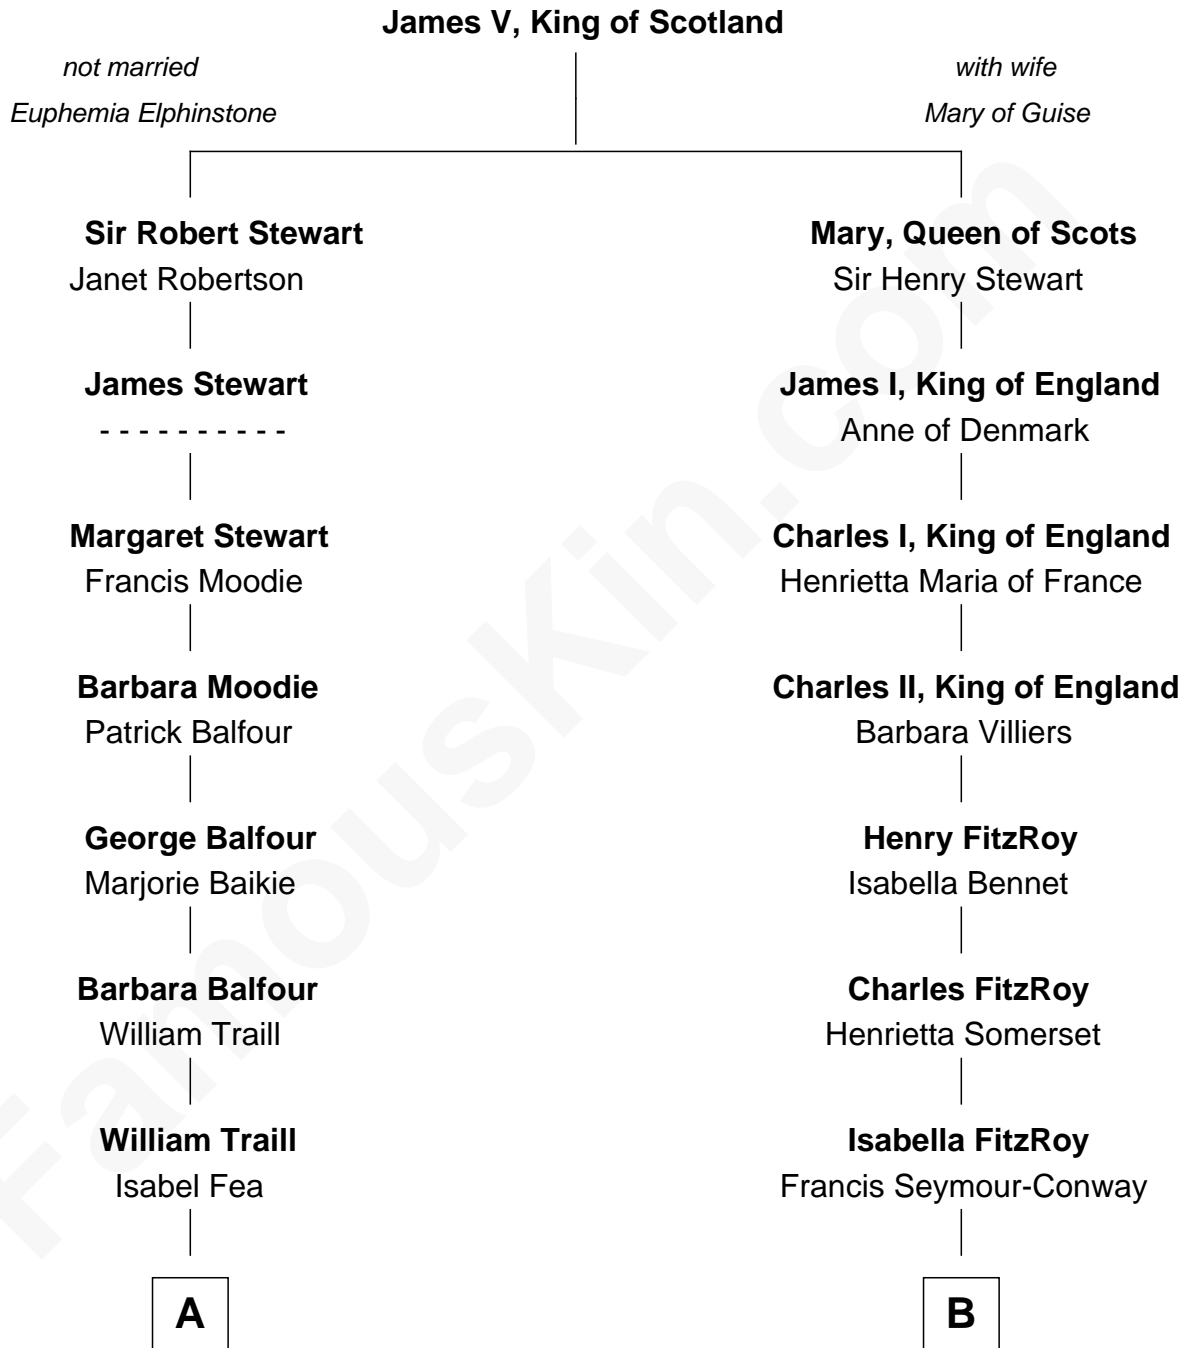 James V, King of Scotland
not married
Euphemia Elphinstone
with wife
Mary of Guise
Sir Robert Stewart
Janet Robertson
Mary, Queen of Scots
Sir Henry Stewart
James Stewart
- - - - - - - - - -
James I, King of England
Anne of Denmark
Margaret Stewart
Francis Moodie
Charles I, King of England
Henrietta Maria of France
Barbara Moodie
Patrick Balfour
Charles II, King of England
Barbara Villiers
George Balfour
Marjorie Baikie
Henry FitzRoy
Isabella Bennet
Barbara Balfour
William Traill
Charles FitzRoy
Henrietta Somerset
William Traill
Isabel Fea
Isabella FitzRoy
Francis Seymour-Conway
A
B
FamousKin.com